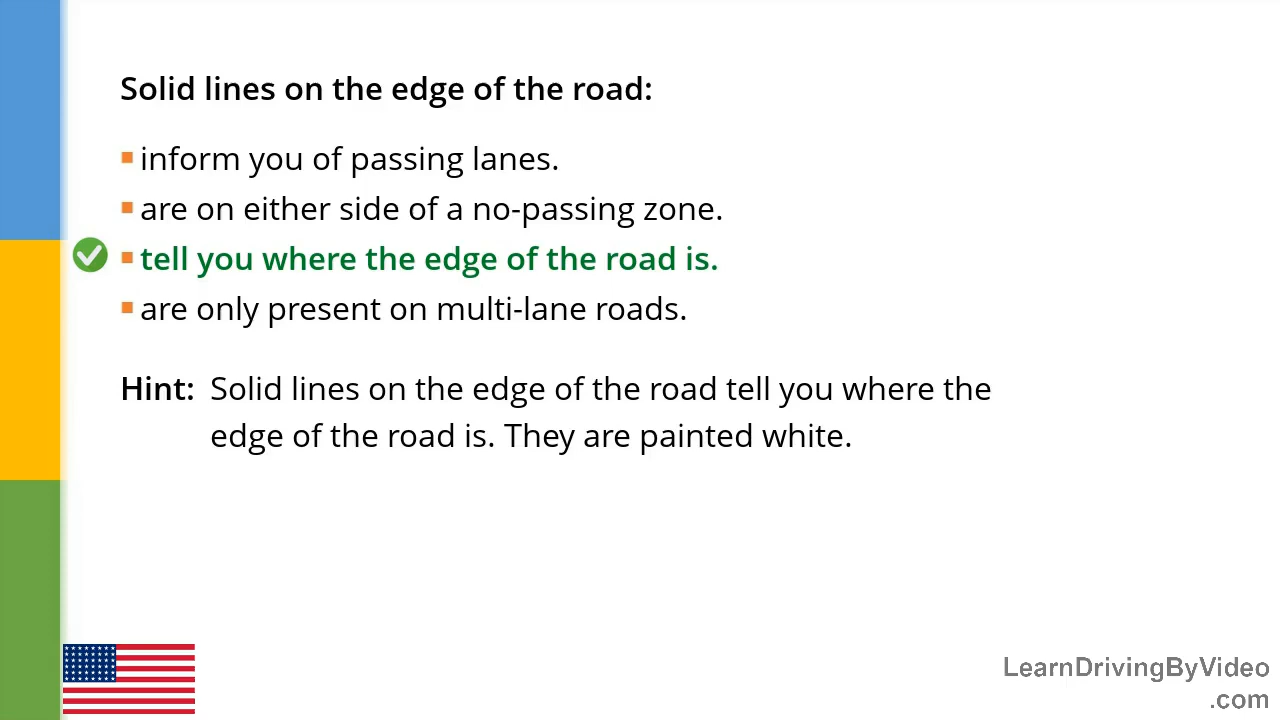 Solid lines on the edge of the road:
inform you of passing lanes.
are on either side of a no-passing zone.
tell you where the edge of the road is.
are only present on multi-lane roads.
Hint: Solid lines on the edge of the road tell you where the
edge of the road is. They are painted white.
LearnDrivingByVideo
.com